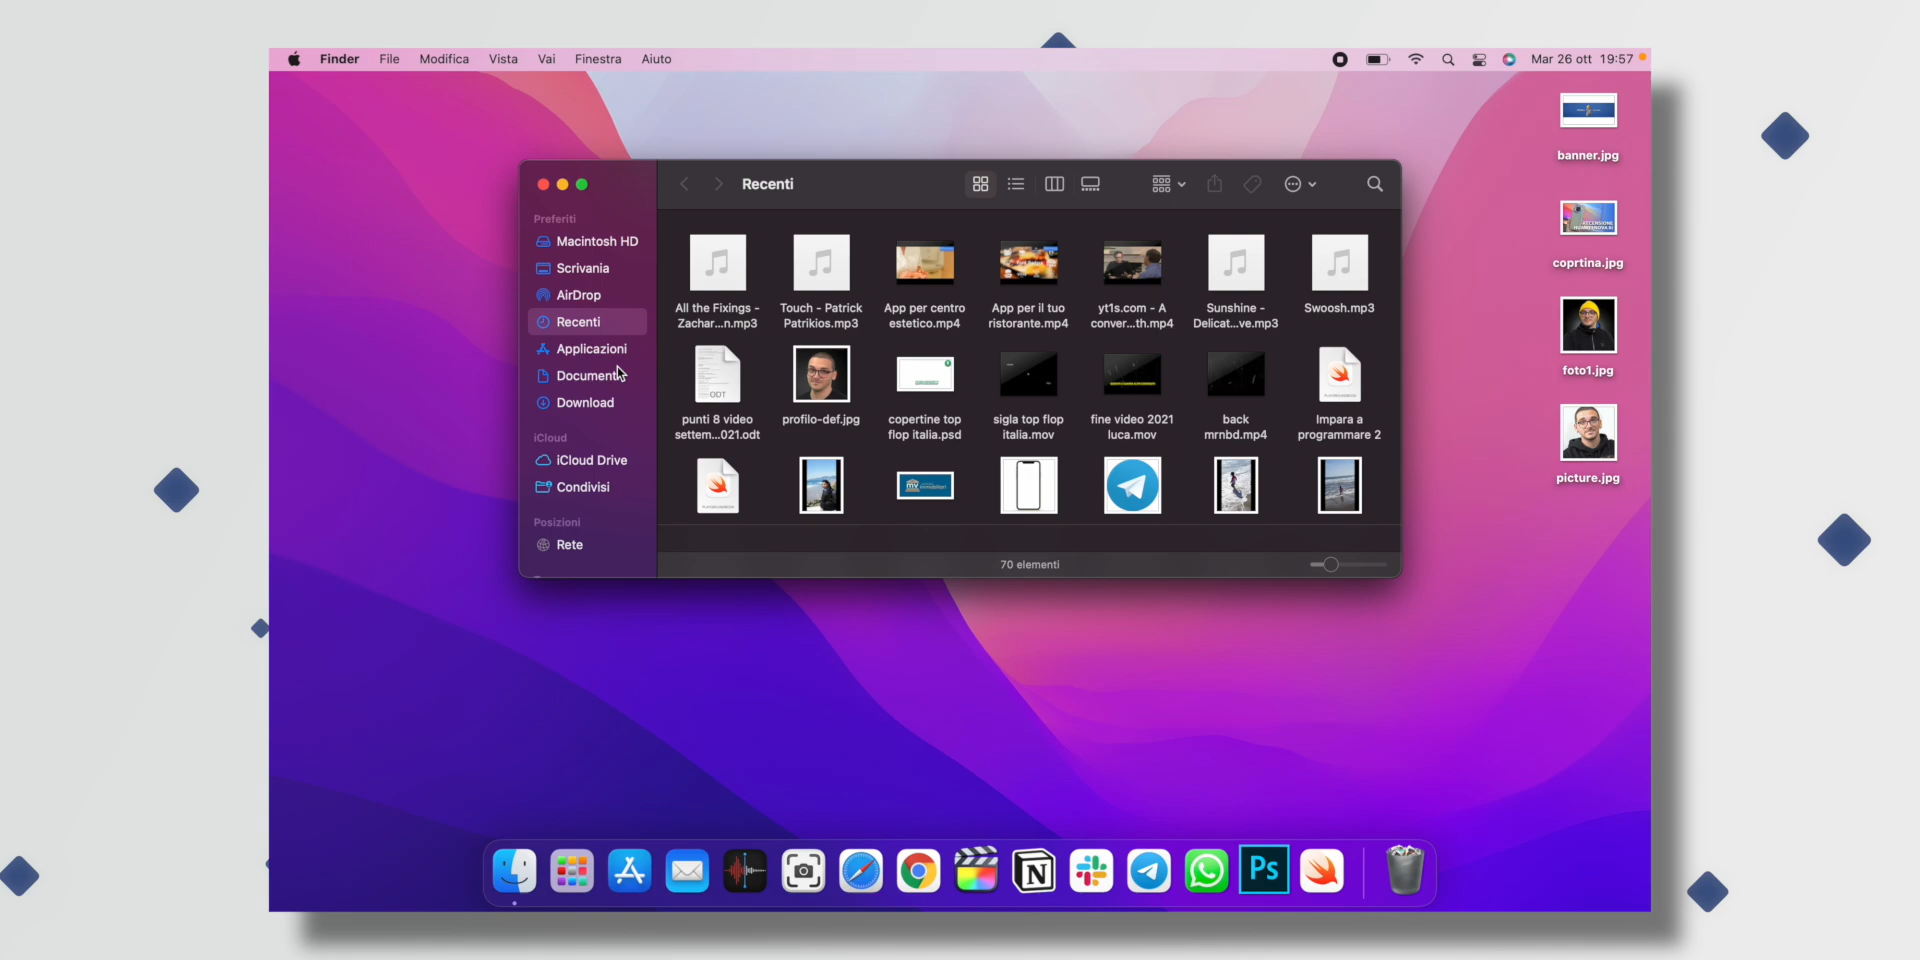 Finder File Modifica Vista Vai Finestra Aiuto
Mar 26 ott 19:57
banner.jpg
coprtina.jpg
foto1.jpg
picture.jpg
Recenti
Preferiti
Macintosh HD
Scrivania
AirDrop
Recenti
Applicazioni
Documenti
Download
iCloud
iCloud Drive
Condivisi
Posizioni
Rete
All the Fixings -
Zachar...n.mp3
Touch - Patrick
Patrikios.mp3
App per centro
estetico.mp4
App per il tuo
ristorante.mp4
yt1s.com - A
conver...th.mp4
Sunshine -
Delicat...ve.mp3
Swoosh.mp3
ODT
punti 8 video
settem...021.odt
profilo-def.jpg
copertine top
flop italia.psd
sigla top flop
italia.mov
fine video 2021
luca.mov
back
mrnbd.mp4
Impara a
programmare 2
70 elementi
N
Ps